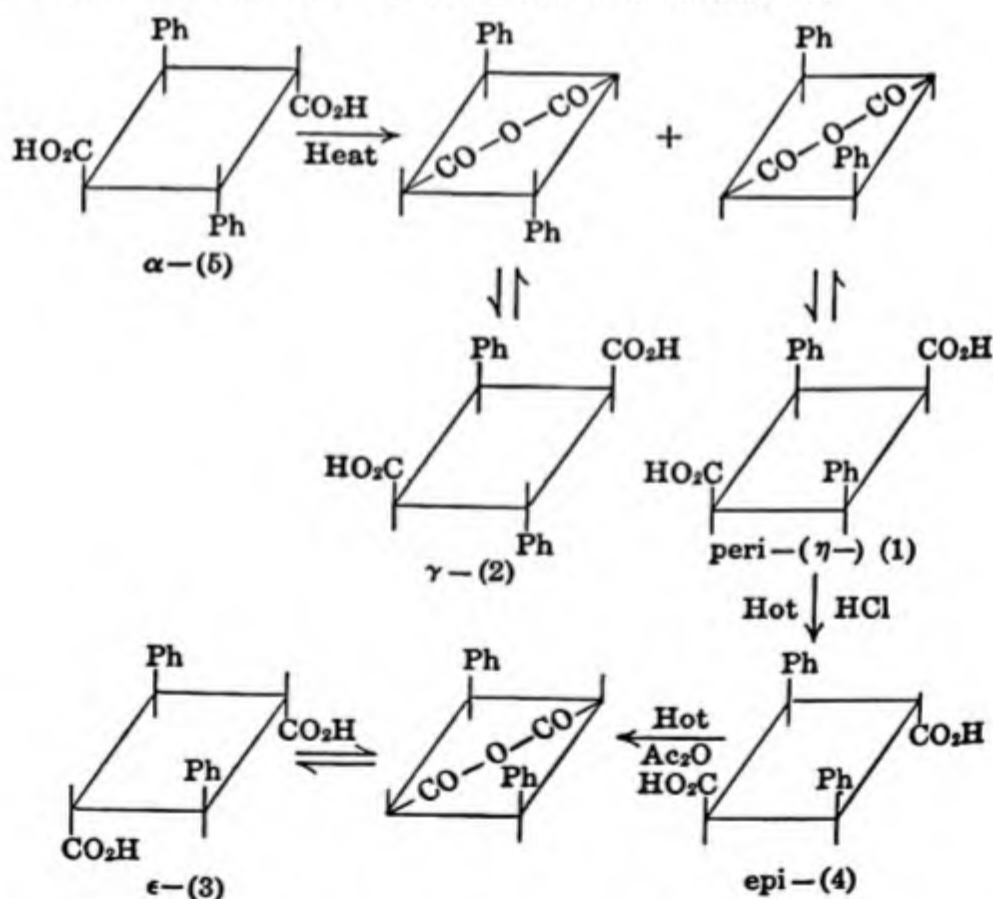 Ph Ph Ph
CO₂H
HO₂C
Heat
CO—O—CO + CO—O—CO
Ph
Ph Ph
α—(5)
Ph CO₂H Ph CO₂H
HO₂C HO₂C Ph
Ph
γ—(2) peri—(η—) (1)
Hot HCl
Ph Ph Ph
CO₂H CO—O—CO Hot CO₂H
Ac₂O
Ph Ph HO₂C Ph
CO₂H
ϵ—(3) epi—(4)